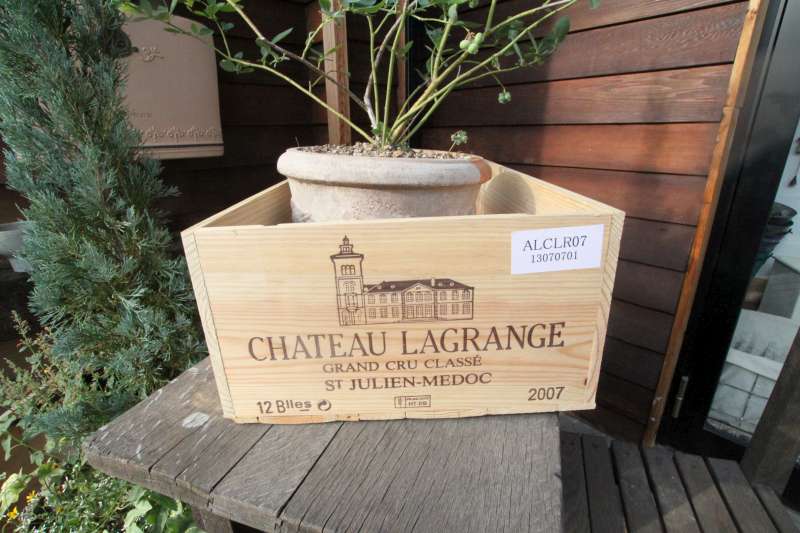 ALCLR07
13070701
CHATEAU LAGRANGE
GRAND CRU CLASSÉ
ST JULIEN-MEDOC
12 Blles
2007